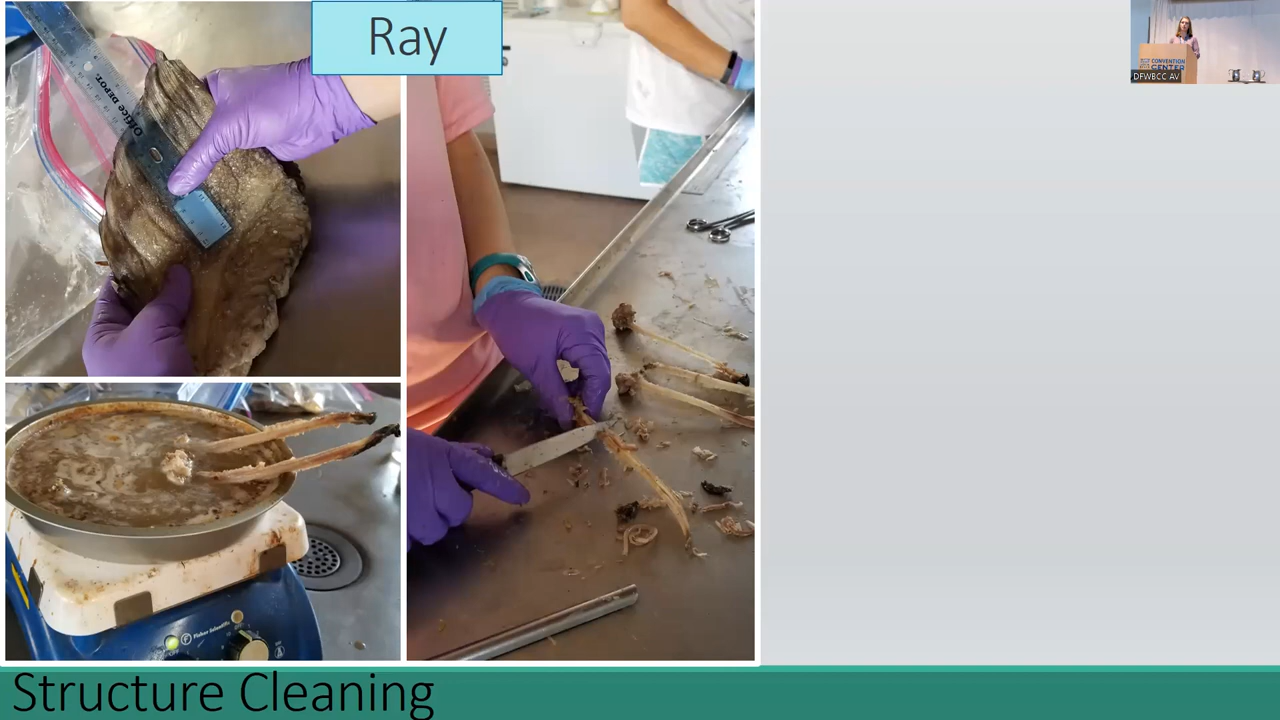 Ray
Office DEPOT.
CONVENTION
CENTER
DFWBCC AV
Fisher Scientific
Structure Cleaning